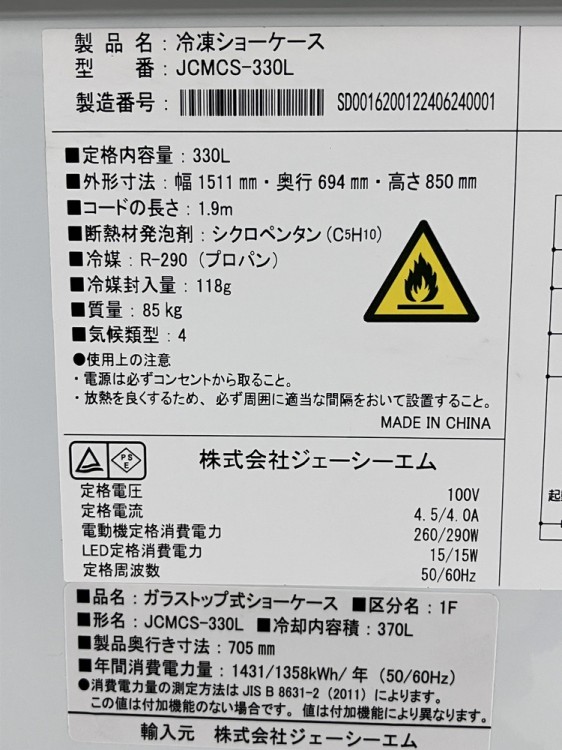 製品名：冷凍ショーケース
型　番：JCMCS-330L
製造番号： SD0016200122406240001
■定格内容量：330L
■外形寸法：幅 1511 mm・奥行 694 mm・高さ 850 mm
■コードの長さ：1.9m
■断熱材発泡剤：シクロペンタン(C5H10)
■冷媒：R-290 (プロパン)
■冷媒封入量：118g
■質量：85 kg
■気候類型：4
●使用上の注意
・電源は必ずコンセントから取ること。
・放熱を良くするため、必ず周囲に適当な間隔をおいて設置すること。
MADE IN CHINA
PSE 株式会社ジェーシーエム
定格電圧 100V
定格電流 4.5/4.0A
電動機定格消費電力 260/290W
LED定格消費電力 15/15W
定格周波数 50/60Hz
■品名：ガラストップ式ショーケース ■区分名：1F
■形名：JCMCS-330L ■冷却内容積：370L
■製品奥行き寸法：705 mm
■年間消費電力量：1431/1358kWh/年 (50/60Hz)
●消費電力量の測定方法は JIS B 8631-2 (2011) によります。
この値は付加機能のない場合です。値は付加機能により異なります。
輸入元 株式会社ジェーシーエム